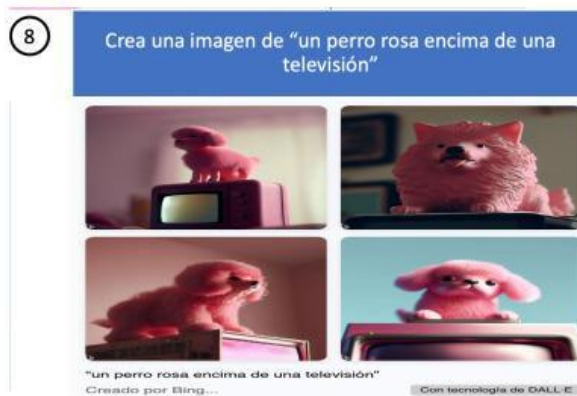 8
Crea una imagen de “un perro rosa encima de una
televisión”
"un perro rosa encima de una televisión"
Creado por Bing...
Con tecnología de DALL·E